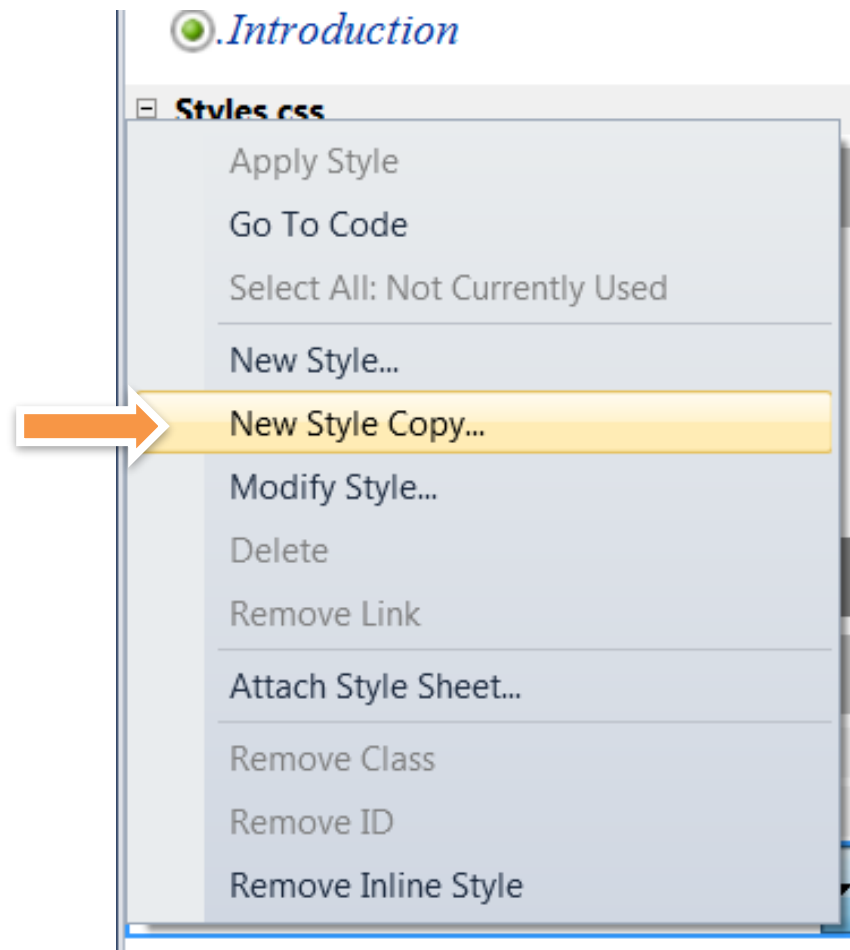 .Introduction
Styles.css
Apply Style
Go To Code
Select All: Not Currently Used
New Style...
New Style Copy...
Modify Style...
Delete
Remove Link
Attach Style Sheet...
Remove Class
Remove ID
Remove Inline Style